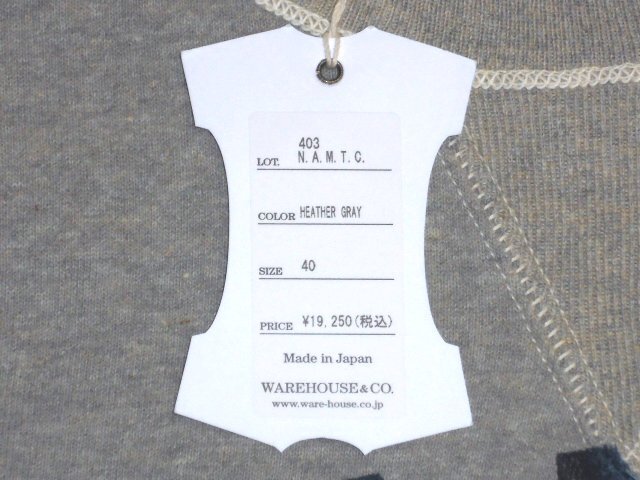 403
LOT. N. A. M. T. C.
COLOR HEATHER GRAY
SIZE 40
PRICE ¥19,250(税込)
Made in Japan
WAREHOUSE & CO.
www.ware-house.co.jp